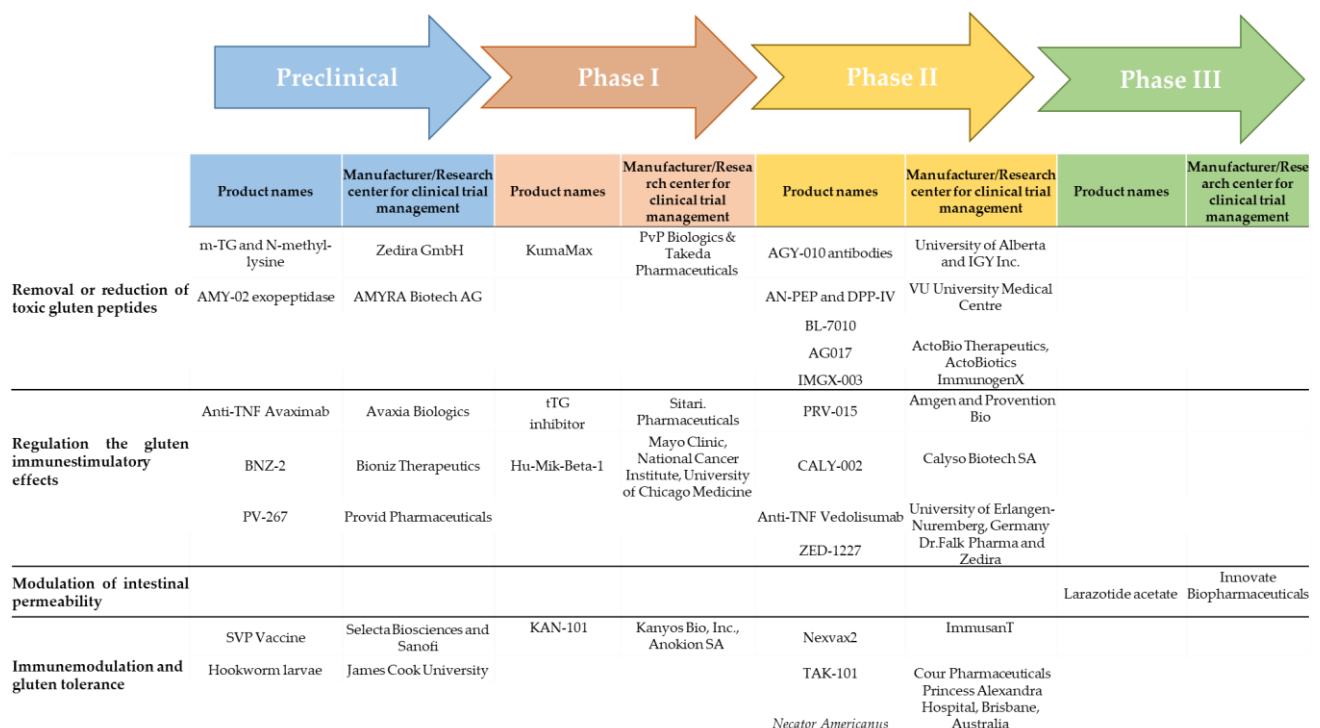 Preclinical
Phase I
Phase II
Phase III
Product names
Manufacturer/Research
center for clinical trial
management
Product names
Manufacturer/Resea
rch center for
clinical trial
management
Product names
Manufacturer/Research
center for clinical trial
management
Product names
Manufacturer/Rese
arch center for
clinical trial
management
Removal or reduction of
toxic gluten peptides
m-TG and N-methyl-
lysine
Zedira GmbH
KumaMax
PvP Biologics &
Takeda
Pharmaceuticals
AGY-010 antibodies
University of Alberta
and IGY Inc.
AMY-02 exopeptidase
AMYRA Biotech AG
AN-PEP and DPP-IV
VU University Medical
Centre
BL-7010
AG017
ActoBio Therapeutics,
ActoBiotics
IMGX-003
ImmunogenX
Regulation the gluten
immunestimulatory
effects
Anti-TNF Avaximab
Avaxia Biologics
tTG
inhibitor
Sitari.
Pharmaceuticals
PRV-015
Amgen and Provention
Bio
BNZ-2
Bioniz Therapeutics
Hu-Mik-Beta-1
Mayo Clinic,
National Cancer
Institute, University
of Chicago Medicine
CALY-002
Calyso Biotech SA
PV-267
Provid Pharmaceuticals
Anti-TNF Vedolisumab
University of Erlangen-
Nuremberg, Germany
ZED-1227
Dr.Falk Pharma and
Zedira
Modulation of intestinal
permeability
Larazotide acetate
Innovate
Biopharmaceuticals
Immunemodulation and
gluten tolerance
SVP Vaccine
Selecta Biosciences and
Sanofi
KAN-101
Kanyos Bio, Inc.,
Anokion SA
Nexvax2
ImmusanT
Hookworm larvae
James Cook University
TAK-101
Cour Pharmaceuticals
Necator Americanus
Princess Alexandra
Hospital, Brisbane,
Australia